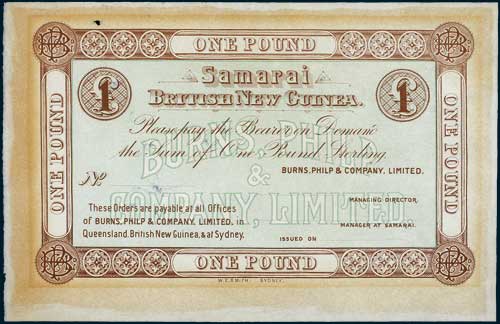 ONE POUND
Samarai
BRITISH NEW GUINEA.
£1
£1
Please pay the Bearer on Demand
the Sum of One Pound Sterling
BURNS, PHILP & COMPANY, LIMITED.
BURNS, PHILP
&
COMPANY, LIMITED.
No
MANAGING DIRECTOR.
MANAGER at SAMARAI.
These Orders are payable at all Offices
of BURNS, PHILP & COMPANY, LIMITED, in
Queensland, British New Guinea, & at Sydney.
ISSUED ON
ONE POUND
ONE POUND
ONE POUND
W.E.SMITH. SYDNEY.